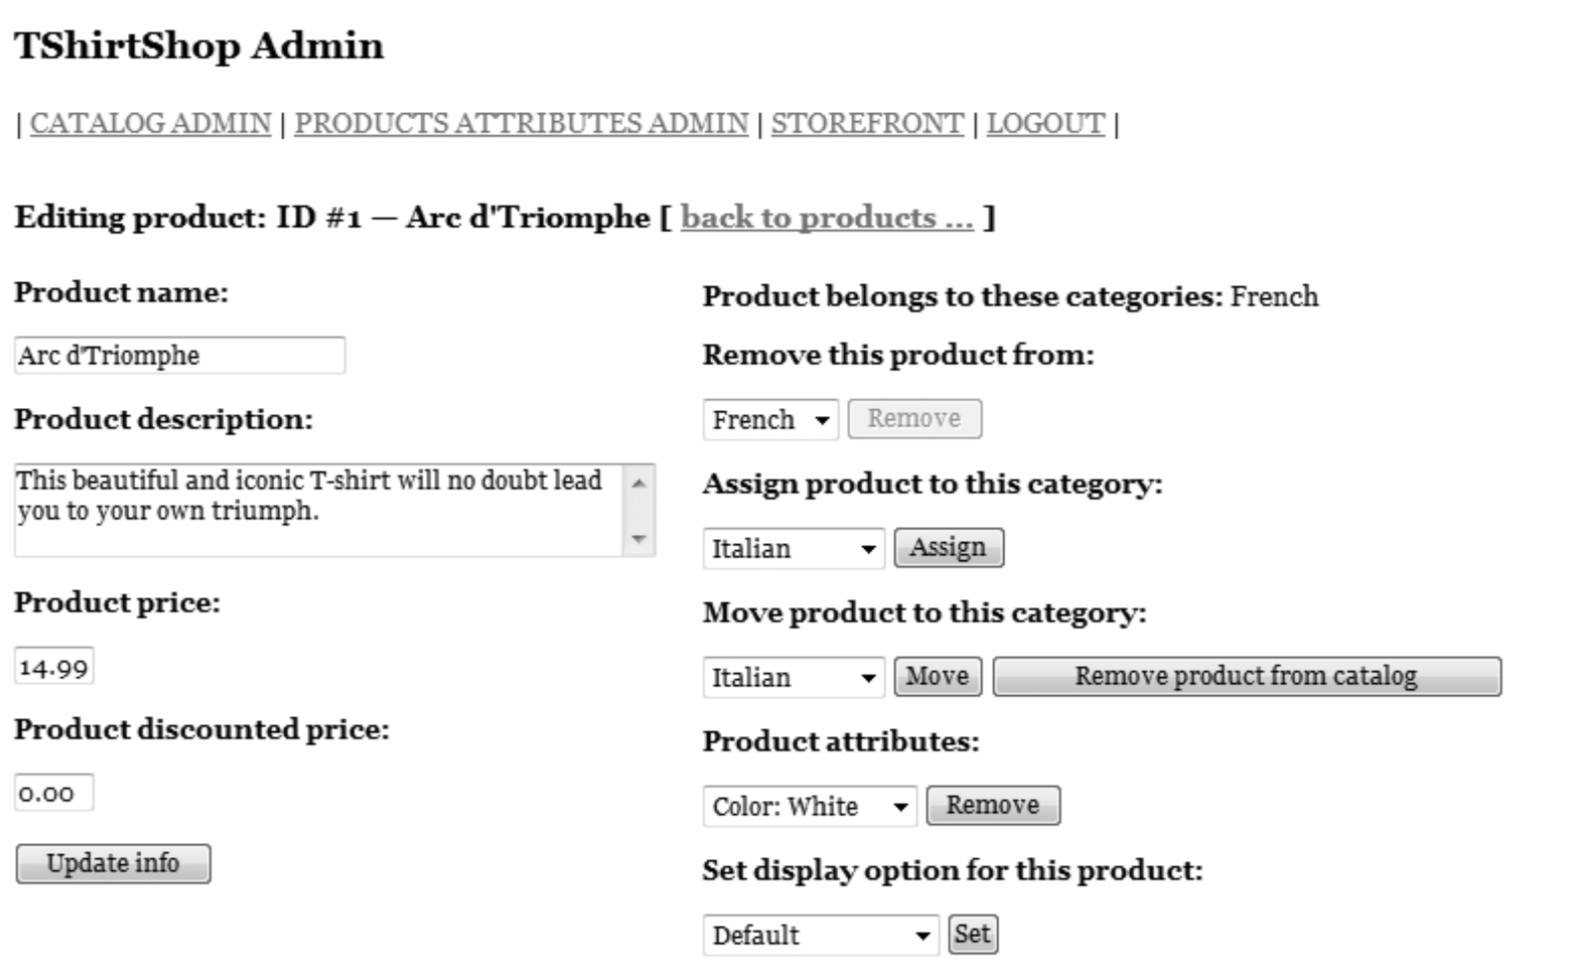 TShirtShop Admin
| CATALOG ADMIN | PRODUCTS ATTRIBUTES ADMIN | STOREFRONT | LOGOUT |
Editing product: ID #1 — Arc d'Triomphe [ back to products ... ]
Product name:
Arc d'Triomphe
Product description:
This beautiful and iconic T-shirt will no doubt lead
you to your own triumph.
Product price:
14.99
Product discounted price:
0.00
Update info
Product belongs to these categories: French
Remove this product from:
French Remove
Assign product to this category:
Italian Assign
Move product to this category:
Italian Move Remove product from catalog
Product attributes:
Color: White Remove
Set display option for this product:
Default Set